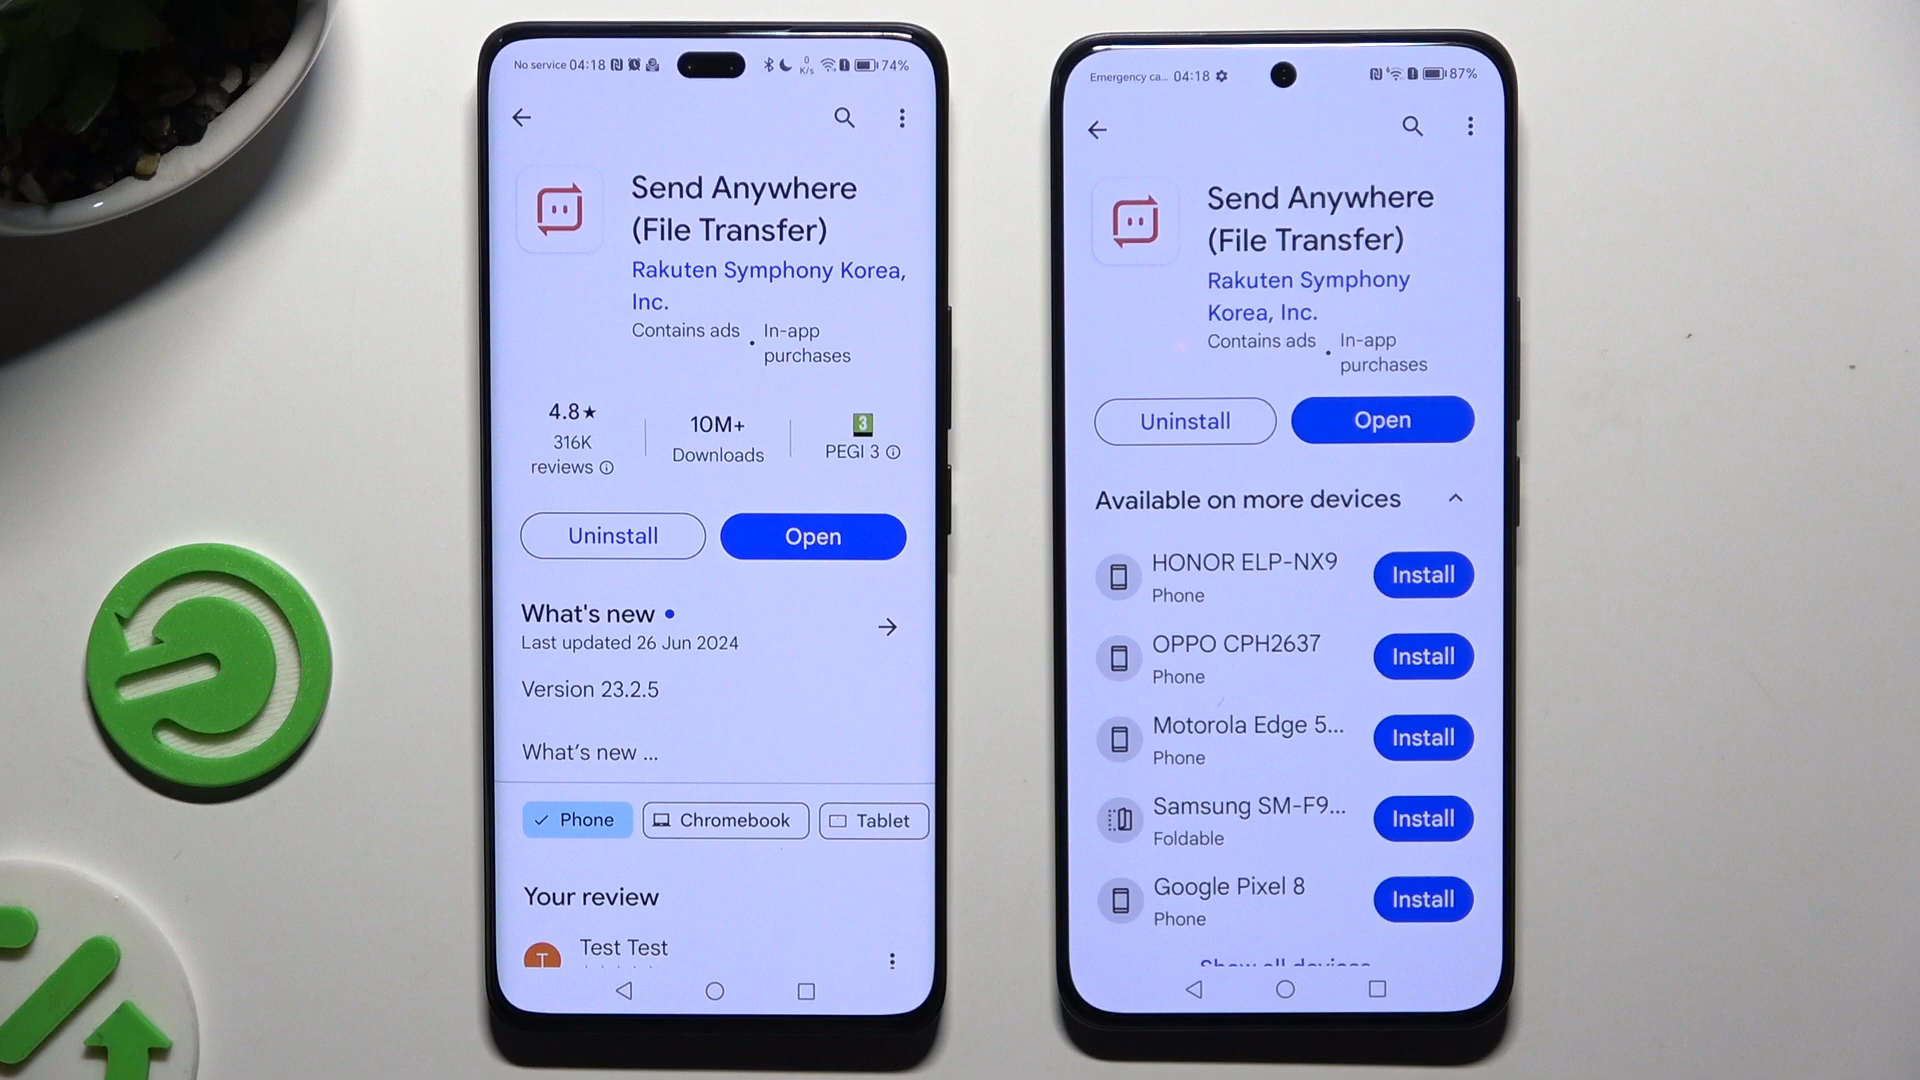 No service 04:18
0
K/s
74%
Send Anywhere
(File Transfer)
Rakuten Symphony Korea,
Inc.
Contains ads • In-app
purchases
4.8★
316K
reviews
10M+
Downloads
3
PEGI 3
Uninstall
Open
What's new •
Last updated 26 Jun 2024
Version 23.2.5
What's new ...
Phone
Chromebook
Tablet
Your review
T
Test Test
Emergency ca... 04:18
87%
Send Anywhere
(File Transfer)
Rakuten Symphony
Korea, Inc.
Contains ads • In-app
purchases
Uninstall
Open
Available on more devices
HONOR ELP-NX9
Phone
Install
OPPO CPH2637
Phone
Install
Motorola Edge 5...
Phone
Install
Samsung SM-F9...
Foldable
Install
Google Pixel 8
Phone
Install
Show all devices